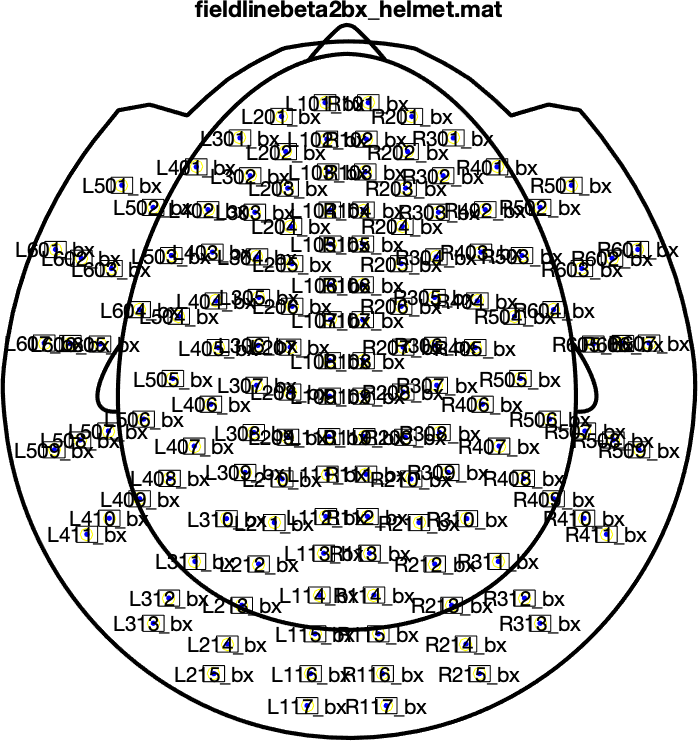 fieldlinebeta2bx_helmet.mat
L101_bx R101_bx
L201_bx R201_bx
L301_bx L102_bx R102_bx R301_bx
L202_bx R202_bx
L401_bx L302_bx L103_bx R103_bx R302_bx R401_bx
L501_bx L203_bx R203_bx R501_bx
L502_bx L402_bx L303_bx L104_bx R104_bx R303_bx R402_bx R502_bx
L204_bx R204_bx
L601_bx L602_bx L503_bx L403_bx L304_bx L105_bx R105_bx R304_bx R403_bx R503_bx R602_bx R601_bx
L603_bx L205_bx R205_bx R603_bx
L604_bx L504_bx L404_bx L305_bx L206_bx L106_bx R106_bx R206_bx R305_bx R404_bx R504_bx R604_bx
L107_bx R107_bx
L607_bx L606_bx L605_bx L405_bx L306_bx L207_bx R207_bx R306_bx R405_bx R605_bx R606_bx R607_bx
L108_bx R108_bx
L505_bx L307_bx L208_bx L109_bx R109_bx R208_bx R307_bx R505_bx
L406_bx R406_bx
L506_bx R506_bx
L507_bx L308_bx L209_bx L110_bx R110_bx R209_bx R308_bx R507_bx
L509_bx L508_bx L407_bx R407_bx R508_bx R509_bx
L408_bx L309_bx L210_bx L111_bx R111_bx R210_bx R309_bx R408_bx
L409_bx R409_bx
L410_bx L310_bx L211_bx L112_bx R112_bx R211_bx R310_bx R410_bx
L411_bx R411_bx
L311_bx L212_bx L113_bx R113_bx R212_bx R311_bx
L312_bx L213_bx L114_bx R114_bx R213_bx R312_bx
L313_bx L115_bx R115_bx R313_bx
L214_bx R214_bx
L215_bx L116_bx R116_bx R215_bx
L117_bx R117_bx